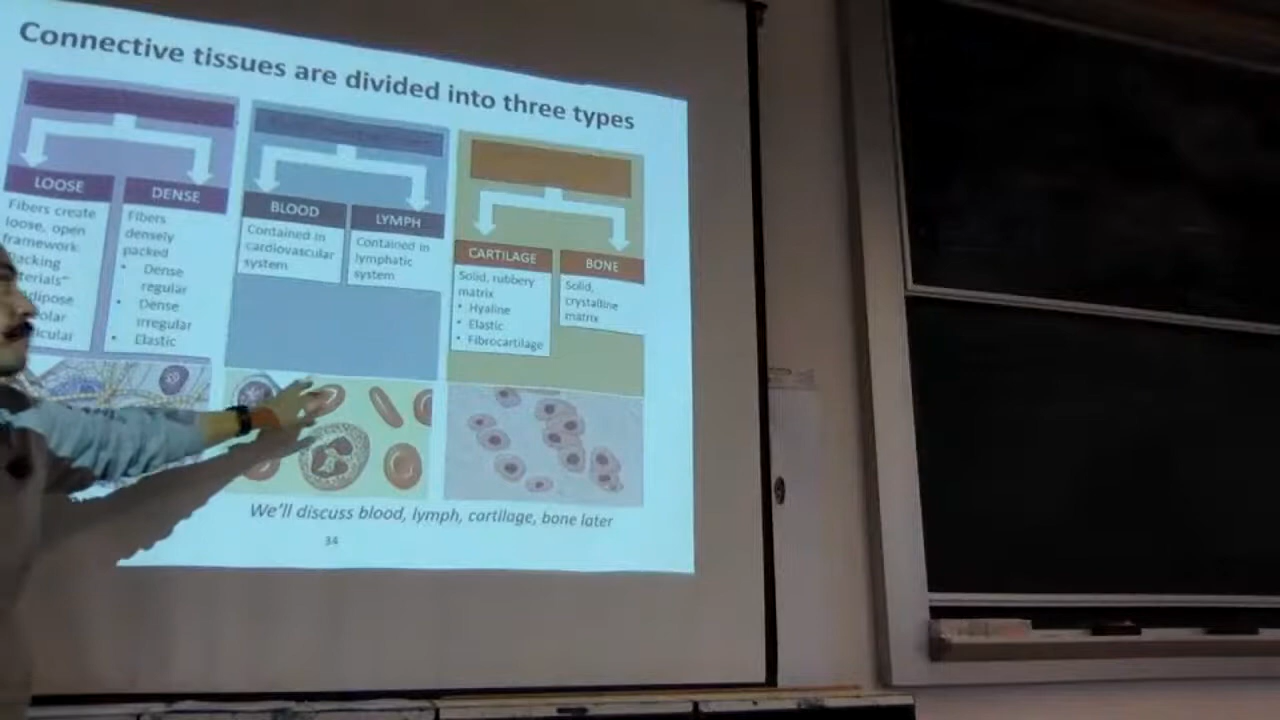 Connective tissues are divided into three types
LOOSE
Fibers create
loose, open
framework
DENSE
Fibers
densely
packed
• Dense
regular
• Dense
irregular
• Elastic
BLOOD
Contained in
cardiovascular
system
LYMPH
Contained in
lymphatic
system
CARTILAGE
Solid, rubbery
matrix
• Hyaline
• Elastic
• Fibrocartilage
BONE
Solid,
crystalline
matrix
We'll discuss blood, lymph, cartilage, bone later
34